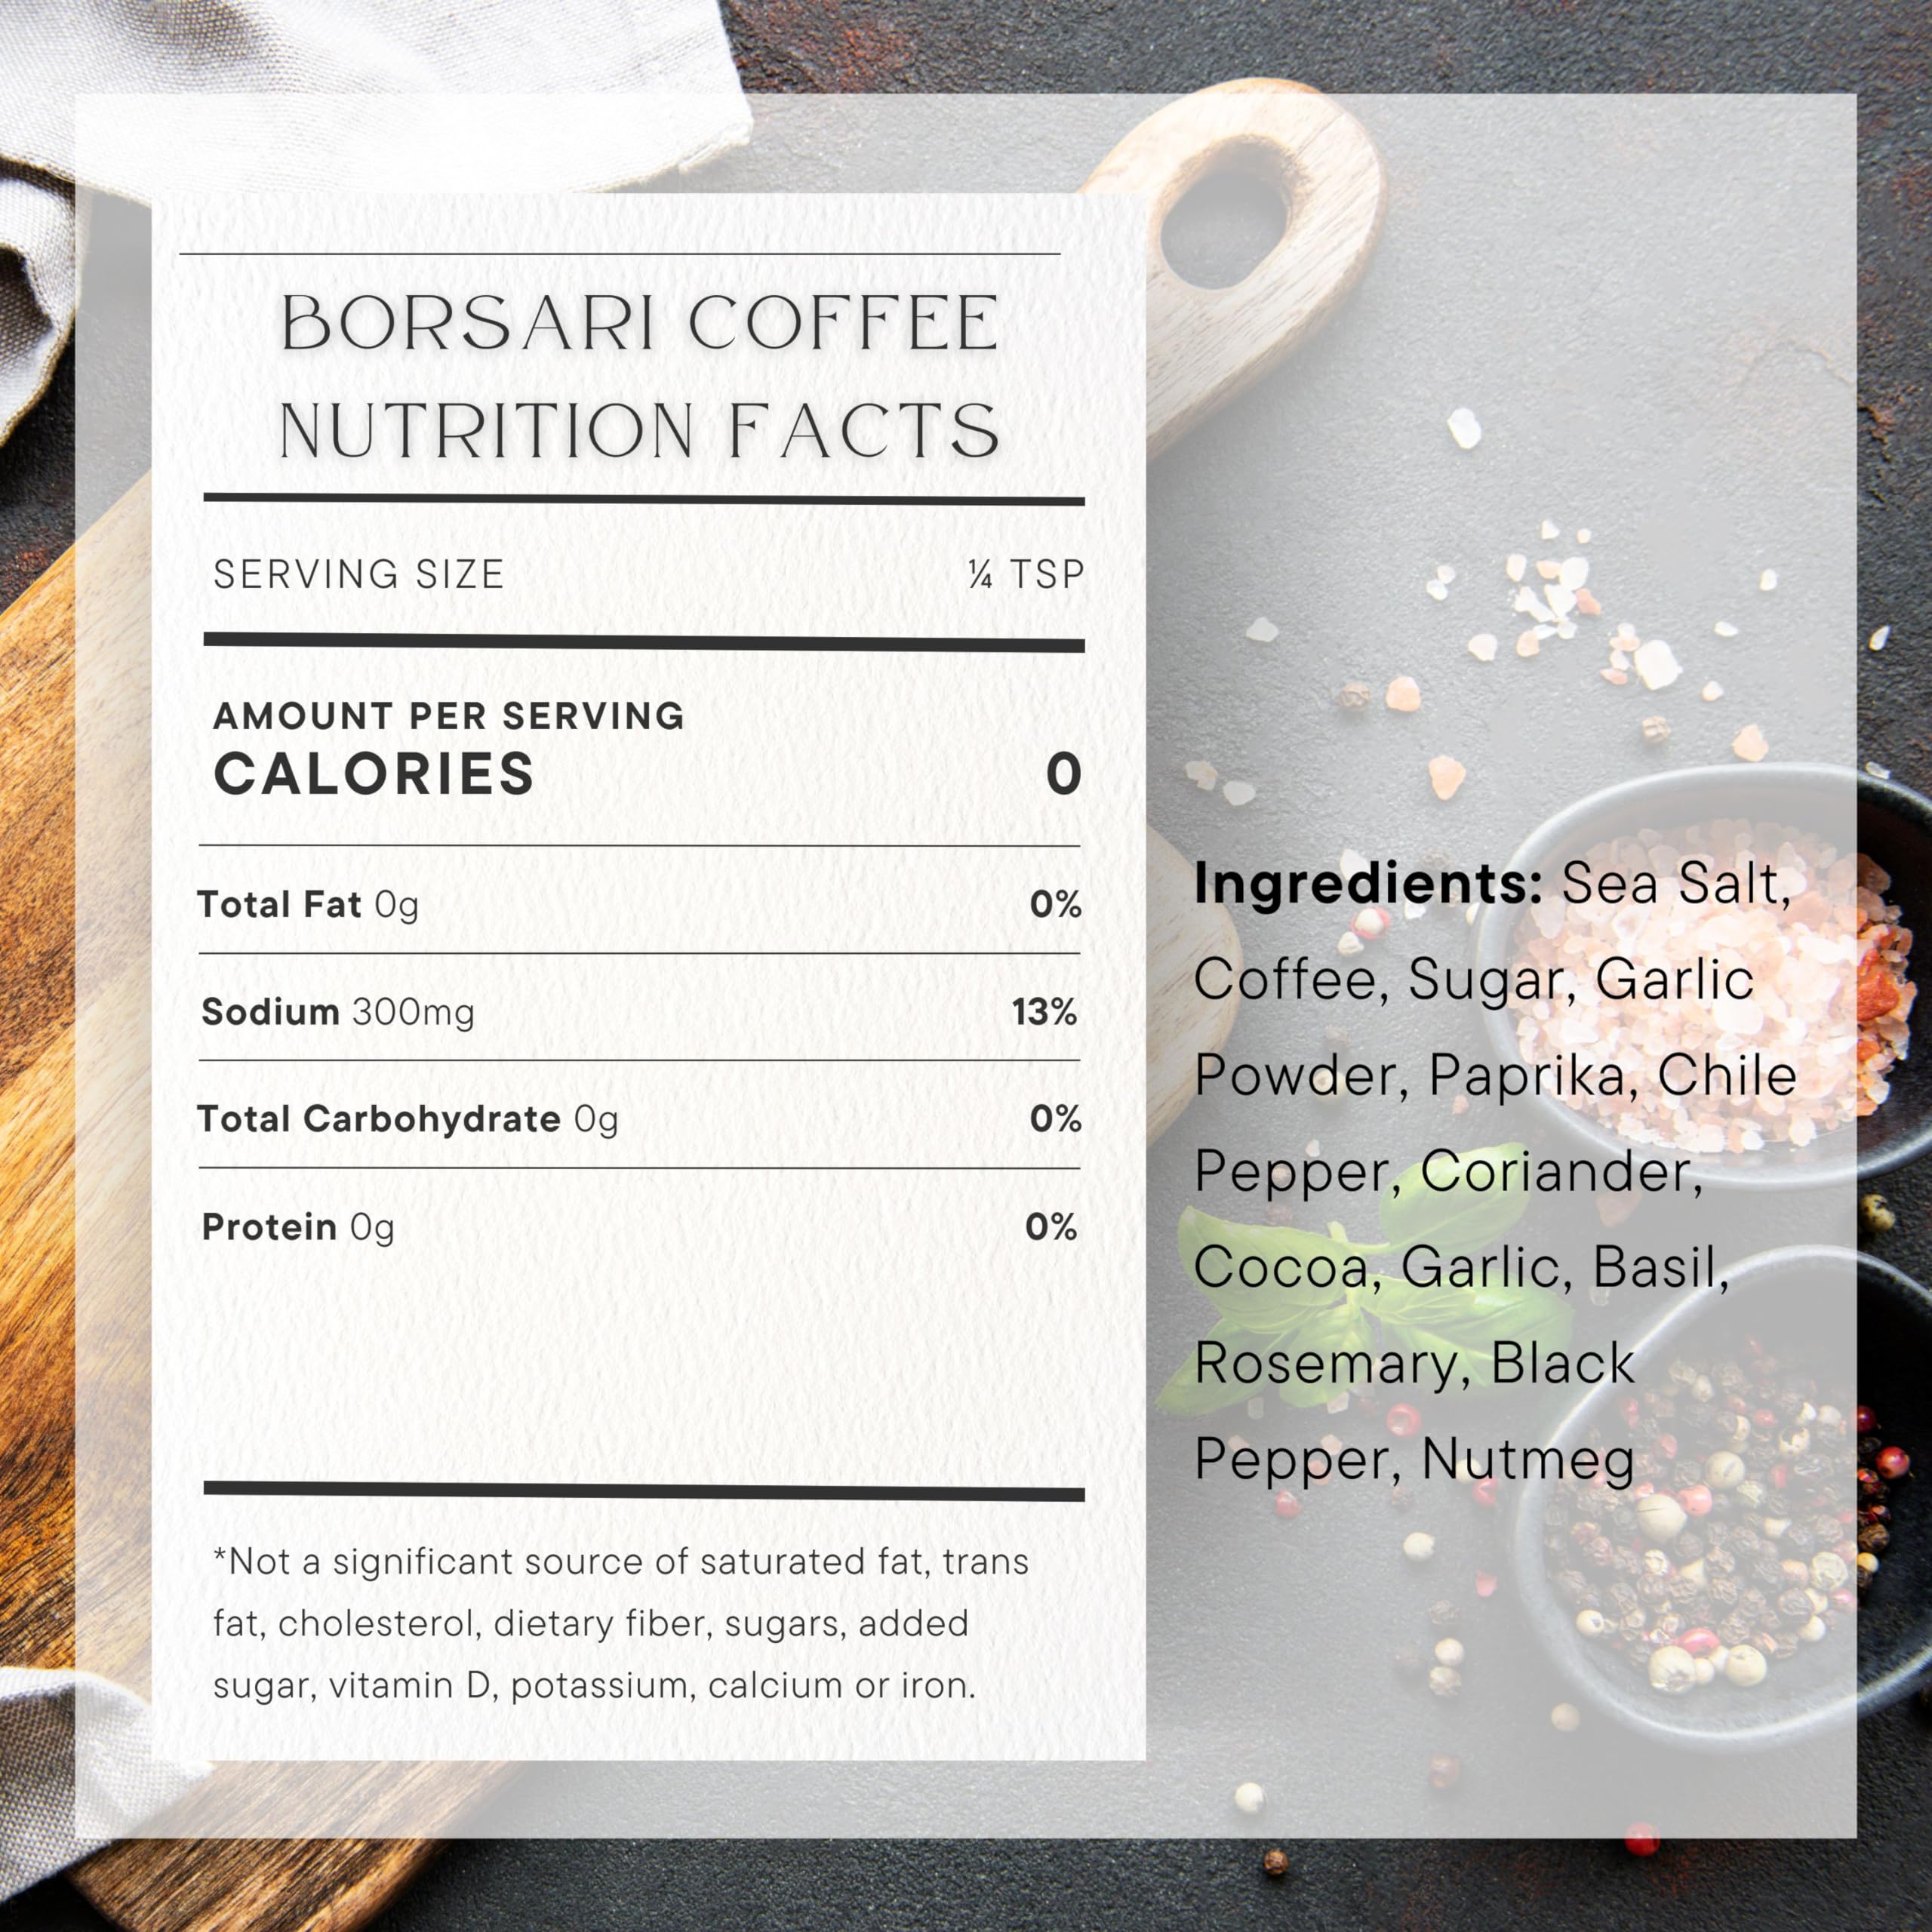 BORSARI COFFEE
NUTRITION FACTS
SERVING SIZE ¼ TSP
AMOUNT PER SERVING
CALORIES 0
Total Fat 0g 0%
Sodium 300mg 13%
Total Carbohydrate 0g 0%
Protein 0g 0%
*Not a significant source of saturated fat, trans
fat, cholesterol, dietary fiber, sugars, added
sugar, vitamin D, potassium, calcium or iron.
Ingredients: Sea Salt,
Coffee, Sugar, Garlic
Powder, Paprika, Chile
Pepper, Coriander,
Cocoa, Garlic, Basil,
Rosemary, Black
Pepper, Nutmeg